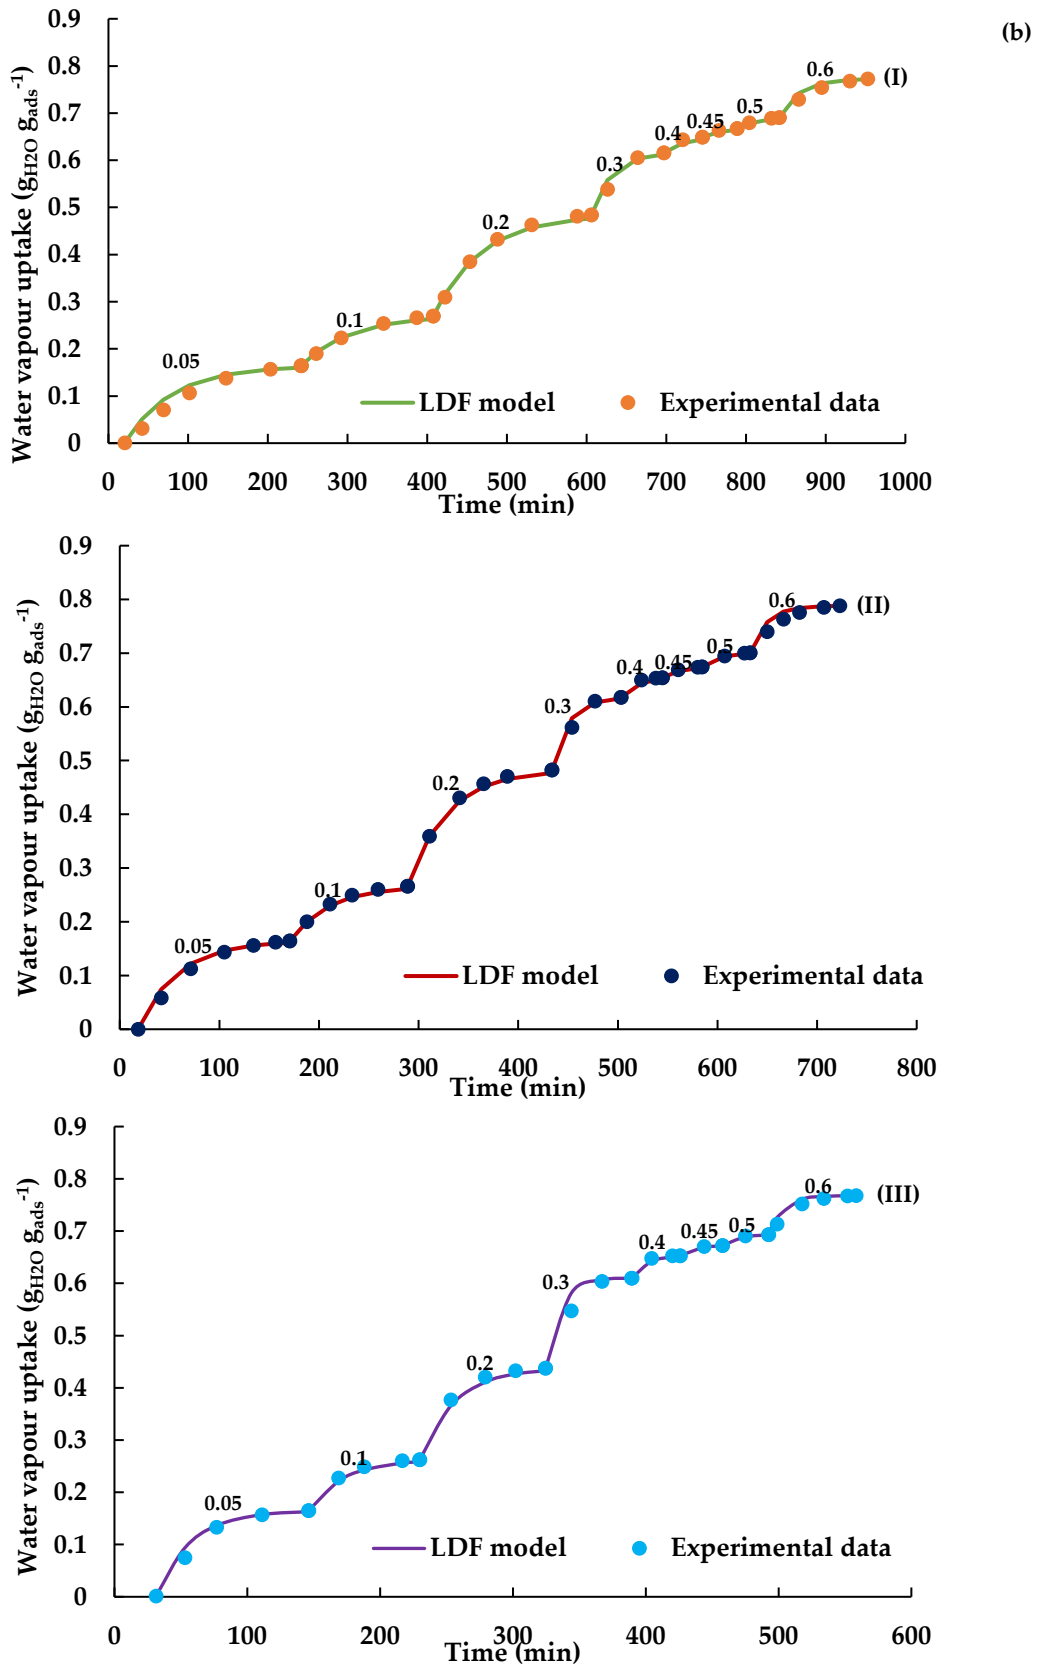 (b)
Water vapour uptake (gH2O gads-1)
0.9
0.8
0.7
0.6
0.5
0.4
0.3
0.2
0.1
0
0.05
0.1
0.2
0.3
0.4
0.45
0.5
0.6
(I)
LDF model
Experimental data
0 100 200 300 400 500 600 700 800 900 1000
Time (min)
Water vapour uptake (gH2O gads-1)
0.9
0.8
0.7
0.6
0.5
0.4
0.3
0.2
0.1
0
0.05
0.1
0.2
0.3
0.4
0.45
0.5
0.6
(II)
LDF model
Experimental data
0 100 200 300 400 500 600 700 800
Time (min)
Water vapour uptake (gH2O gads-1)
0.9
0.8
0.7
0.6
0.5
0.4
0.3
0.2
0.1
0
0.05
0.1
0.2
0.3
0.4
0.45
0.5
0.6
(III)
LDF model
Experimental data
0 100 200 300 400 500 600
Time (min)